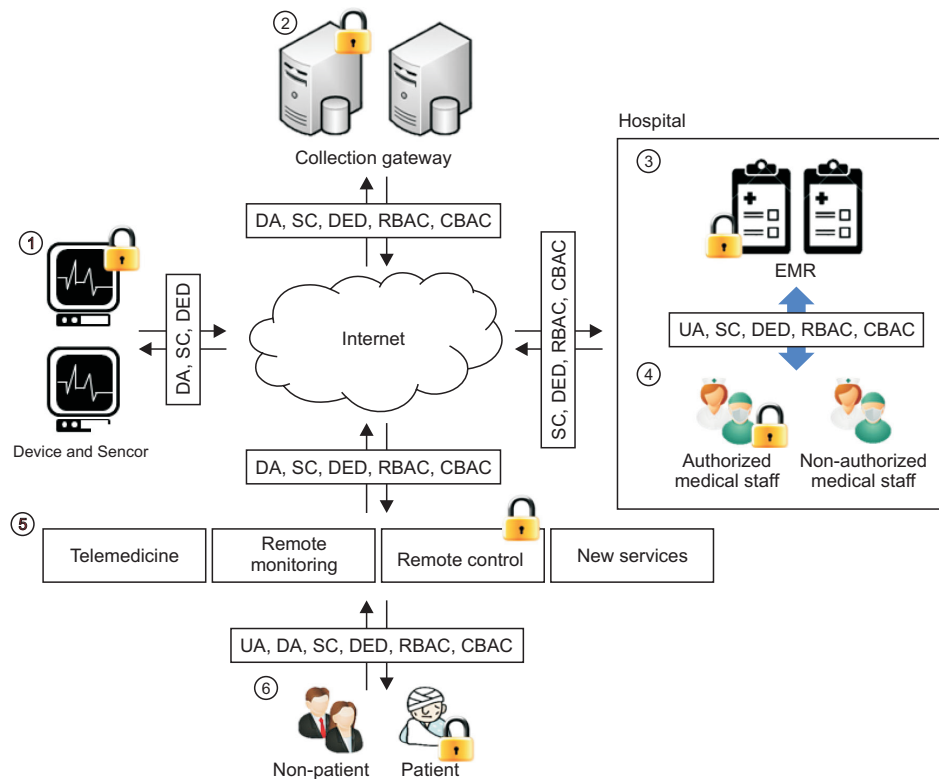 ②
Collection gateway
DA, SC, DED, RBAC, CBAC
Hospital
③
EMR
UA, SC, DED, RBAC, CBAC
④
Authorized
medical staff
Non-authorized
medical staff
①
Device and Sencor
DA, SC, DED
Internet
SC, DED, RBAC, CBAC
DA, SC, DED, RBAC, CBAC
⑤
Telemedicine
Remote
monitoring
Remote control
New services
UA, DA, SC, DED, RBAC, CBAC
⑥
Non-patient
Patient